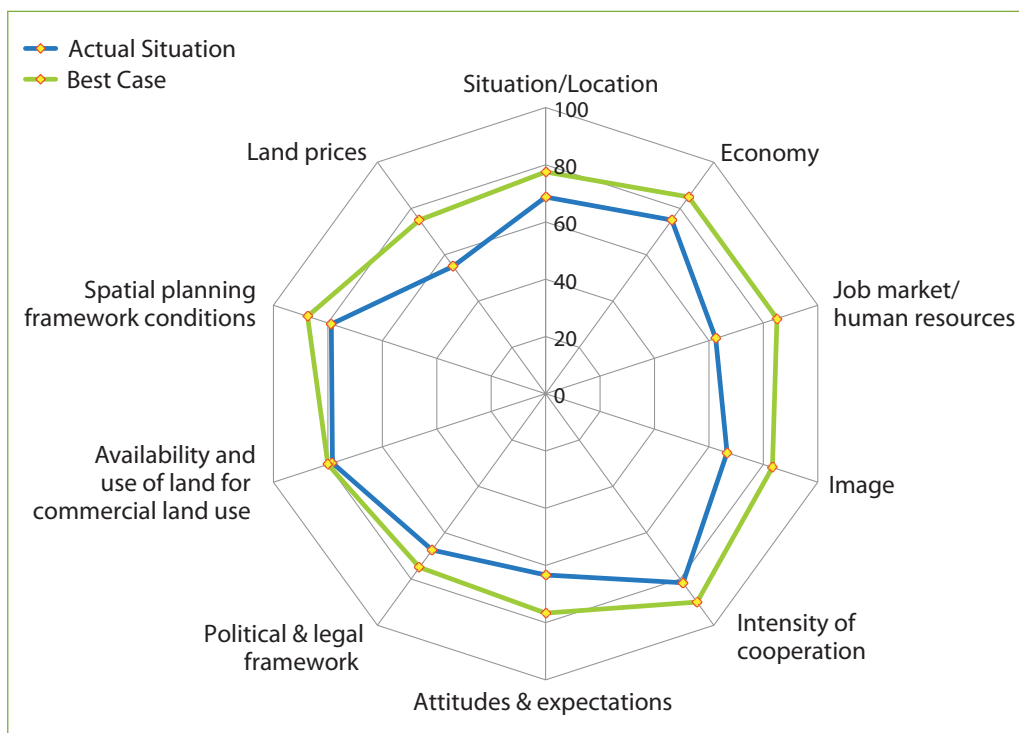 Actual Situation
Best Case
Situation/Location
100
80
60
40
20
0
Economy
Job market/
human resources
Image
Intensity of
cooperation
Attitudes & expectations
Political & legal
framework
Availability and
use of land for
commercial land use
Spatial planning
framework conditions
Land prices